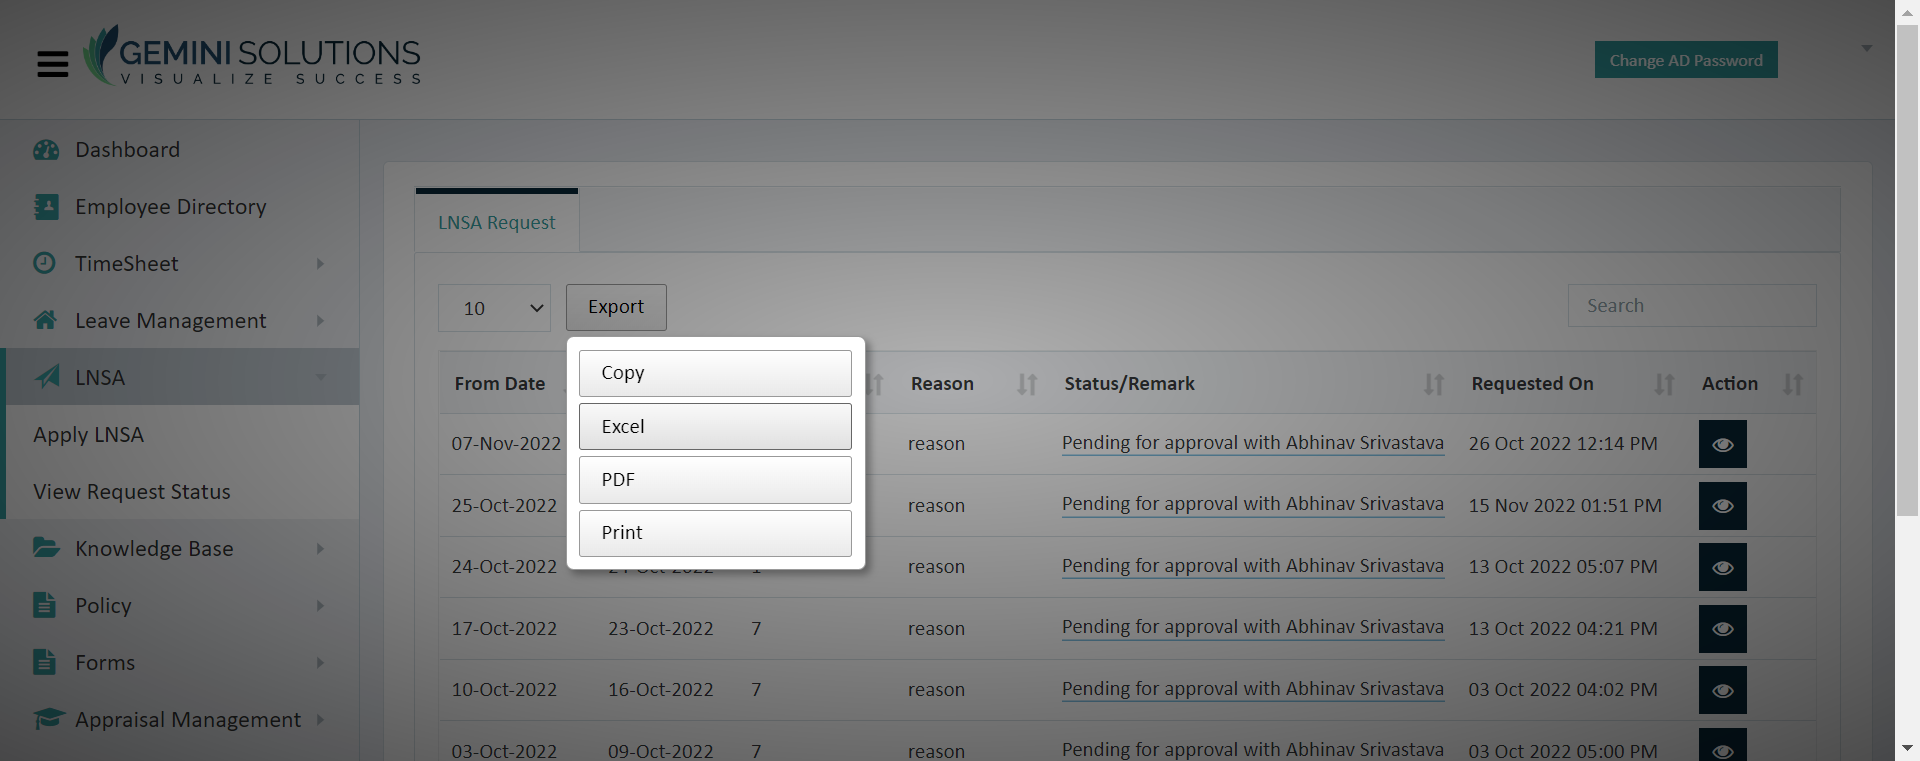 GEMINI SOLUTIONS
VISUALIZE SUCCESS
Change AD Password
Dashboard
Employee Directory
TimeSheet
Leave Management
LNSA
Apply LNSA
View Request Status
Knowledge Base
Policy
Forms
Appraisal Management
LNSA Request
10
Export
Search
Copy
Excel
PDF
Print
From Date Reason Status/Remark Requested On Action
07-Nov-2022 reason Pending for approval with Abhinav Srivastava 26 Oct 2022 12:14 PM
25-Oct-2022 reason Pending for approval with Abhinav Srivastava 15 Nov 2022 01:51 PM
24-Oct-2022 reason Pending for approval with Abhinav Srivastava 13 Oct 2022 05:07 PM
17-Oct-2022 23-Oct-2022 7 reason Pending for approval with Abhinav Srivastava 13 Oct 2022 04:21 PM
10-Oct-2022 16-Oct-2022 7 reason Pending for approval with Abhinav Srivastava 03 Oct 2022 04:02 PM
03-Oct-2022 09-Oct-2022 7 reason Pending for approval with Abhinav Srivastava 03 Oct 2022 05:00 PM